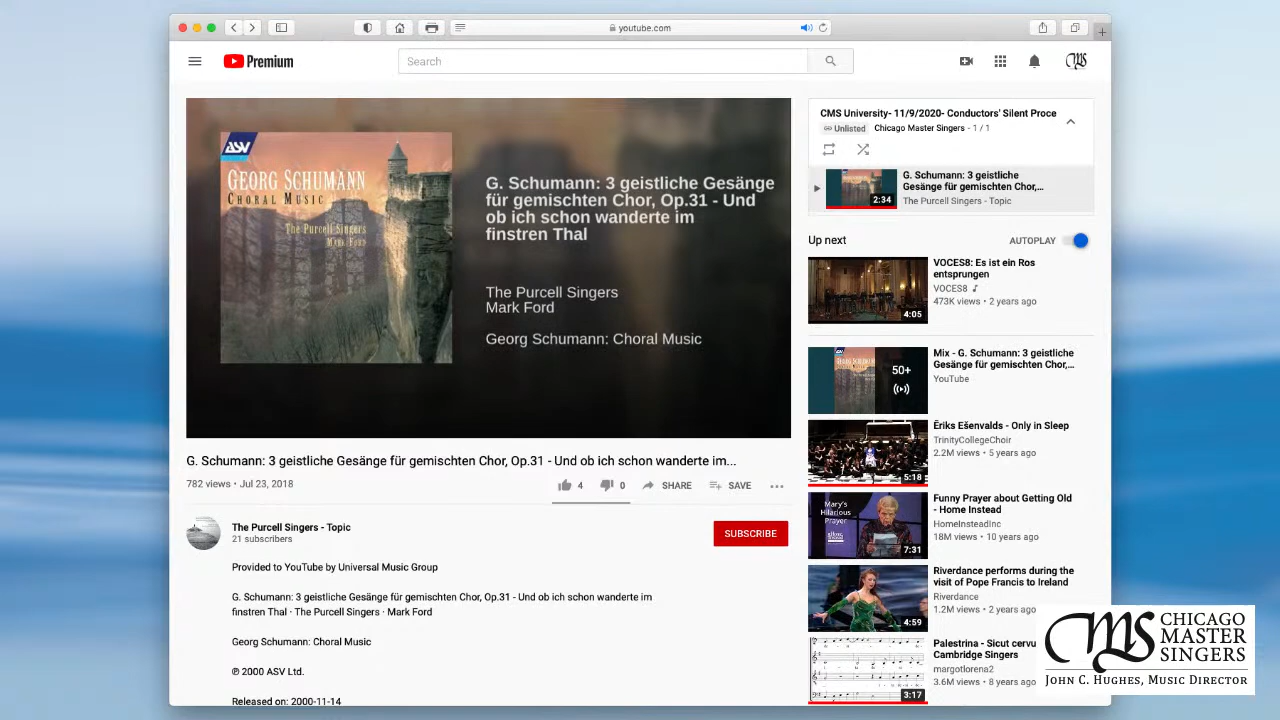 youtube.com
Premium
Search
ASV
GEORG SCHUMANN
CHORAL MUSIC
The Purcell Singers
Mark Ford
G. Schumann: 3 geistliche Gesänge
für gemischten Chor, Op.31 - Und
ob ich schon wanderte im
finstren Thal
The Purcell Singers
Mark Ford
Georg Schumann: Choral Music
G. Schumann: 3 geistliche Gesänge für gemischten Chor, Op.31 - Und ob ich schon wanderte im...
782 views • Jul 23, 2018
4
0
SHARE
SAVE
The Purcell Singers - Topic
21 subscribers
SUBSCRIBE
Provided to YouTube by Universal Music Group
G. Schumann: 3 geistliche Gesänge für gemischten Chor, Op.31 - Und ob ich schon wanderte im
finstren Thal · The Purcell Singers · Mark Ford
Georg Schumann: Choral Music
℗ 2000 ASV Ltd.
Released on: 2000-11-14
CMS University- 11/9/2020- Conductors' Silent Proce
Unlisted Chicago Master Singers - 1 / 1
2:34
G. Schumann: 3 geistliche
Gesänge für gemischten Chor,...
The Purcell Singers - Topic
Up next
AUTOPLAY
4:05
VOCES8: Es ist ein Ros
entsprungen
VOCES8
473K views • 2 years ago
50+
Mix - G. Schumann: 3 geistliche
Gesänge für gemischten Chor,...
YouTube
5:18
Ēriks Ešenvalds - Only in Sleep
TrinityCollegeChoir
2.2M views • 5 years ago
Mary's
Hilarious
Prayer
7:31
Funny Prayer about Getting Old
- Home Instead
HomeInsteadInc
18M views • 10 years ago
4:59
Riverdance performs during the
visit of Pope Francis to Ireland
Riverdance
1.2M views • 2 years ago
3:17
Palestrina - Sicut cervu
Cambridge Singers
margotlorena2
3.6M views • 8 years ago
CMS CHICAGO
MASTER
SINGERS
JOHN C. HUGHES, MUSIC DIRECTOR